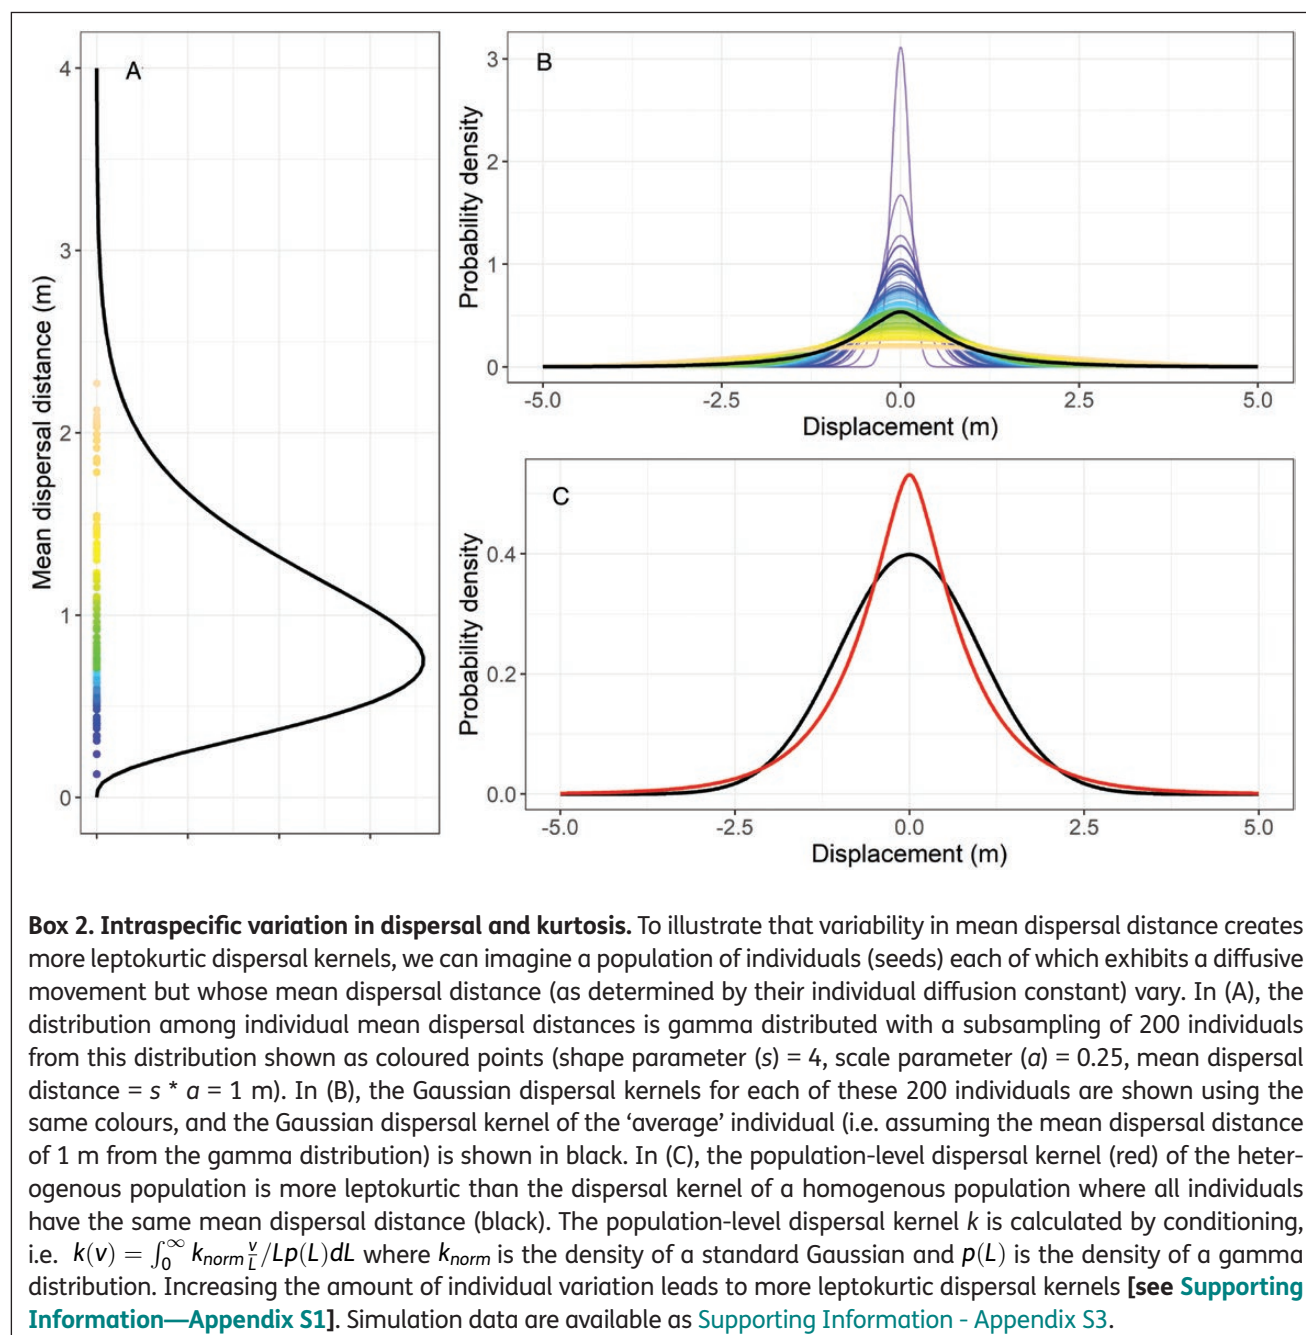 A
4
3
2
1
0
Mean dispersal distance (m)
B
3
2
1
0
Probability density
-5.0 -2.5 0.0 2.5 5.0
Displacement (m)
C
0.4
0.2
0.0
Probability density
-5.0 -2.5 0.0 2.5 5.0
Displacement (m)
Box 2. Intraspecific variation in dispersal and kurtosis. To illustrate that variability in mean dispersal distance creates
more leptokurtic dispersal kernels, we can imagine a population of individuals (seeds) each of which exhibits a diffusive
movement but whose mean dispersal distance (as determined by their individual diffusion constant) vary. In (A), the
distribution among individual mean dispersal distances is gamma distributed with a subsampling of 200 individuals
from this distribution shown as coloured points (shape parameter (s) = 4, scale parameter (a) = 0.25, mean dispersal
distance = s * a = 1 m). In (B), the Gaussian dispersal kernels for each of these 200 individuals are shown using the
same colours, and the Gaussian dispersal kernel of the ‘average’ individual (i.e. assuming the mean dispersal distance
of 1 m from the gamma distribution) is shown in black. In (C), the population-level dispersal kernel (red) of the heter-
ogenous population is more leptokurtic than the dispersal kernel of a homogenous population where all individuals
have the same mean dispersal distance (black). The population-level dispersal kernel k is calculated by conditioning,
i.e. k(v) = ∫₀^∞ k_norm v/L /Lp(L)dL where k_norm is the density of a standard Gaussian and p(L) is the density of a gamma
distribution. Increasing the amount of individual variation leads to more leptokurtic dispersal kernels [see Supporting
Information—Appendix S1]. Simulation data are available as Supporting Information - Appendix S3.